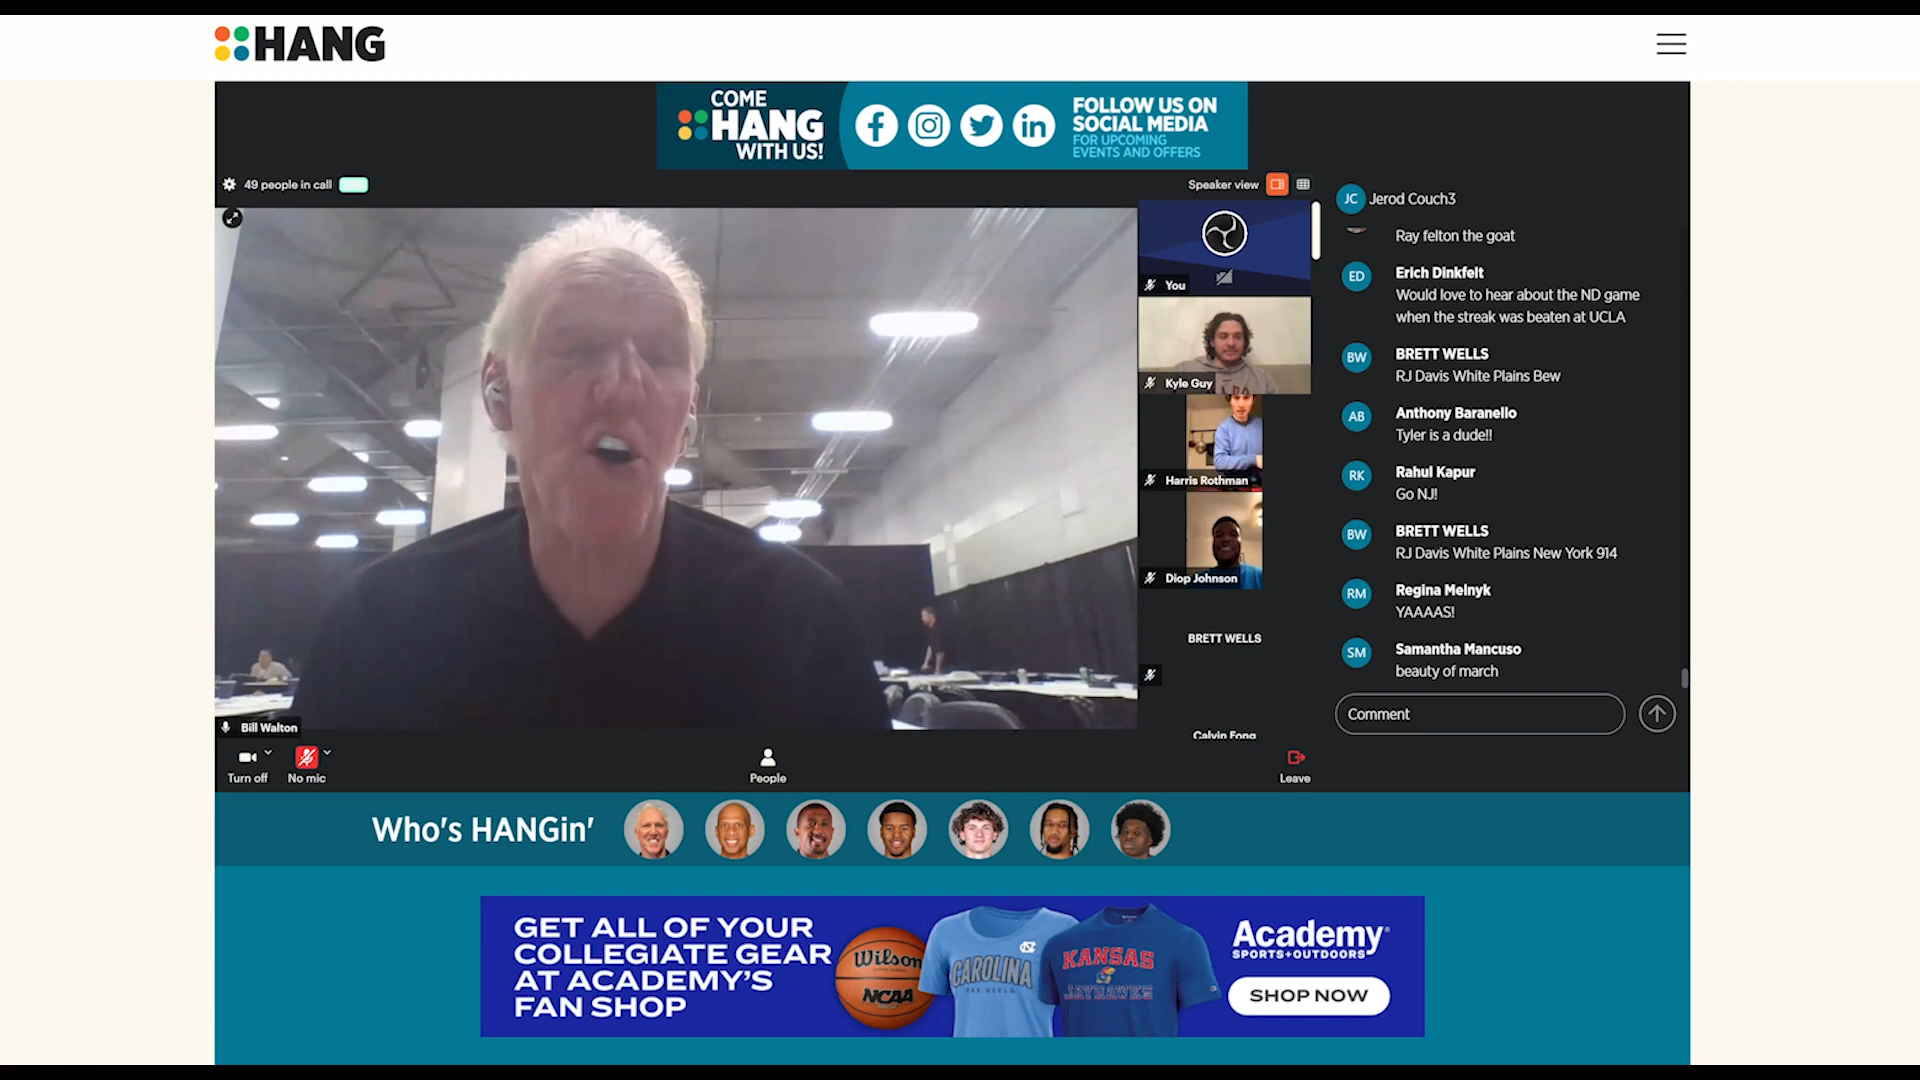 HANG
COME
HANG
WITH US!
FOLLOW US ON
SOCIAL MEDIA
FOR UPCOMING
EVENTS AND OFFERS
49 people in call
Speaker view
You
Kyle Guy
Harris Rothman
Diop Johnson
BRETT WELLS
Calvin Fong
Bill Walton
Turn off
No mic
People
Leave
JC Jerod Couch3
Ray felton the goat
ED Erich Dinkfelt
Would love to hear about the ND game
when the streak was beaten at UCLA
BW BRETT WELLS
RJ Davis White Plains Bew
AB Anthony Baranello
Tyler is a dude!!
RK Rahul Kapur
Go NJ!
BW BRETT WELLS
RJ Davis White Plains New York 914
RM Regina Melnyk
YAAAAS!
SM Samantha Mancuso
beauty of march
Comment
Who's HANGin'
GET ALL OF YOUR
COLLEGIATE GEAR
AT ACADEMY'S
FAN SHOP
Wilson
NCAA
NC
CAROLINA
TAR HEELS
KANSAS
JAYHAWKS
Academy
SPORTS+OUTDOORS
SHOP NOW